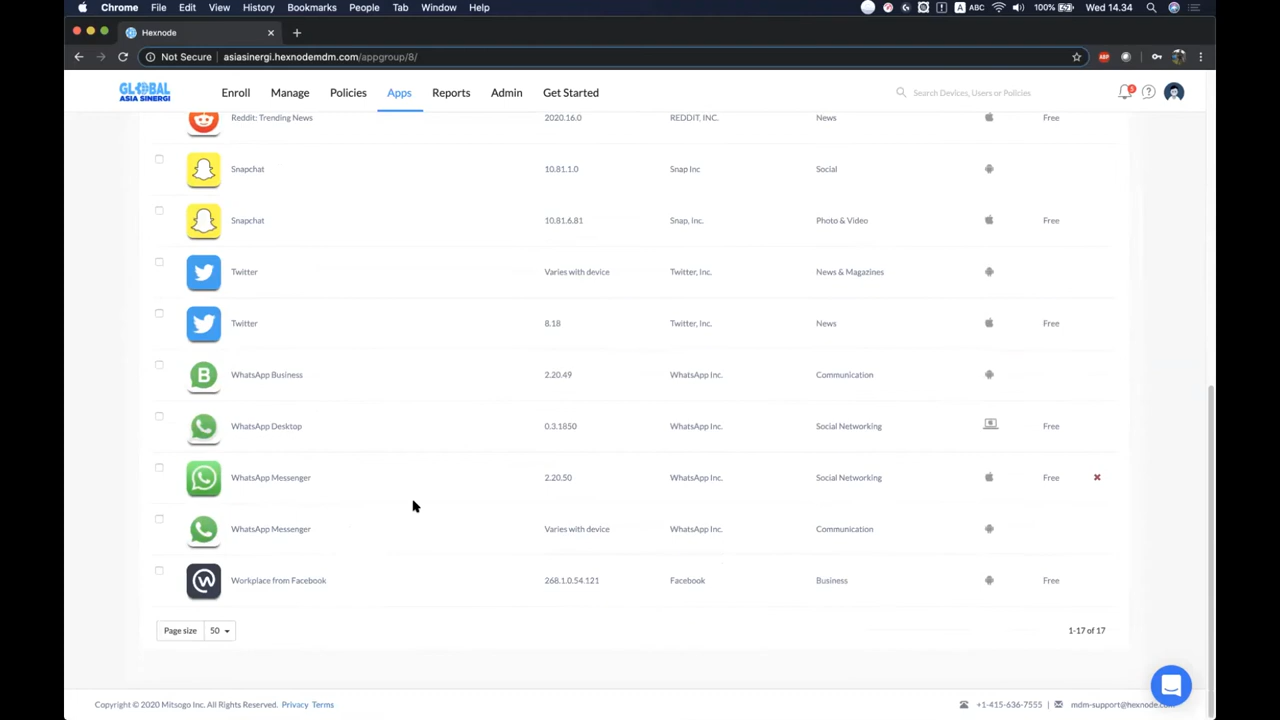 Chrome File Edit View History Bookmarks People Tab Window Help A ABC 100% Wed 14.34
Hexnode
Not Secure asiasinergi.hexnodemdm.com/appgroup/8/ ABP
GLOBAL
ASIA SINERGI
Enroll Manage Policies Apps Reports Admin Get Started Search Devices, Users or Policies
Reddit: Trending News 2020.16.0 REDDIT, INC. News Free
Snapchat 10.81.1.0 Snap Inc Social
Snapchat 10.81.6.81 Snap, Inc. Photo & Video Free
Twitter Varies with device Twitter, Inc. News & Magazines
Twitter 8.18 Twitter, Inc. News Free
WhatsApp Business 2.20.49 WhatsApp Inc. Communication
WhatsApp Desktop 0.3.1850 WhatsApp Inc. Social Networking Free
WhatsApp Messenger 2.20.50 WhatsApp Inc. Social Networking Free
WhatsApp Messenger Varies with device WhatsApp Inc. Communication
Workplace from Facebook 268.1.0.54.121 Facebook Business Free
Page size 50 1-17 of 17
Copyright © 2020 Mitsogo Inc. All Rights Reserved. Privacy Terms +1-415-636-7555 | mdm-support@hexnode.co